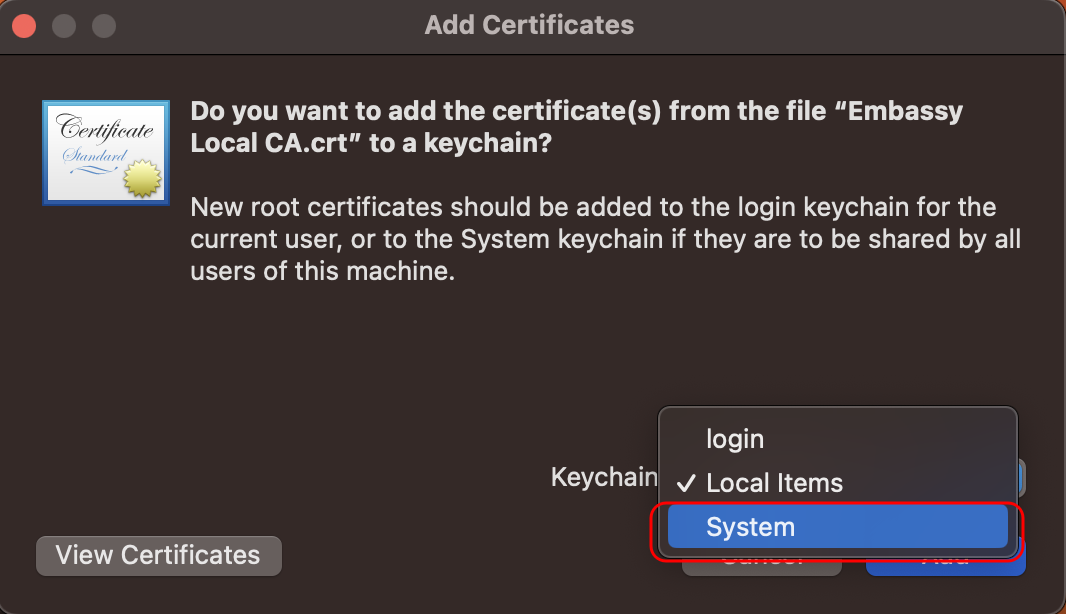 Add Certificates
Certificate
Standard
Do you want to add the certificate(s) from the file “Embassy
Local CA.crt” to a keychain?
New root certificates should be added to the login keychain for the
current user, or to the System keychain if they are to be shared by all
users of this machine.
login
Keychain
✓ Local Items
System
View Certificates
Cancel
Add